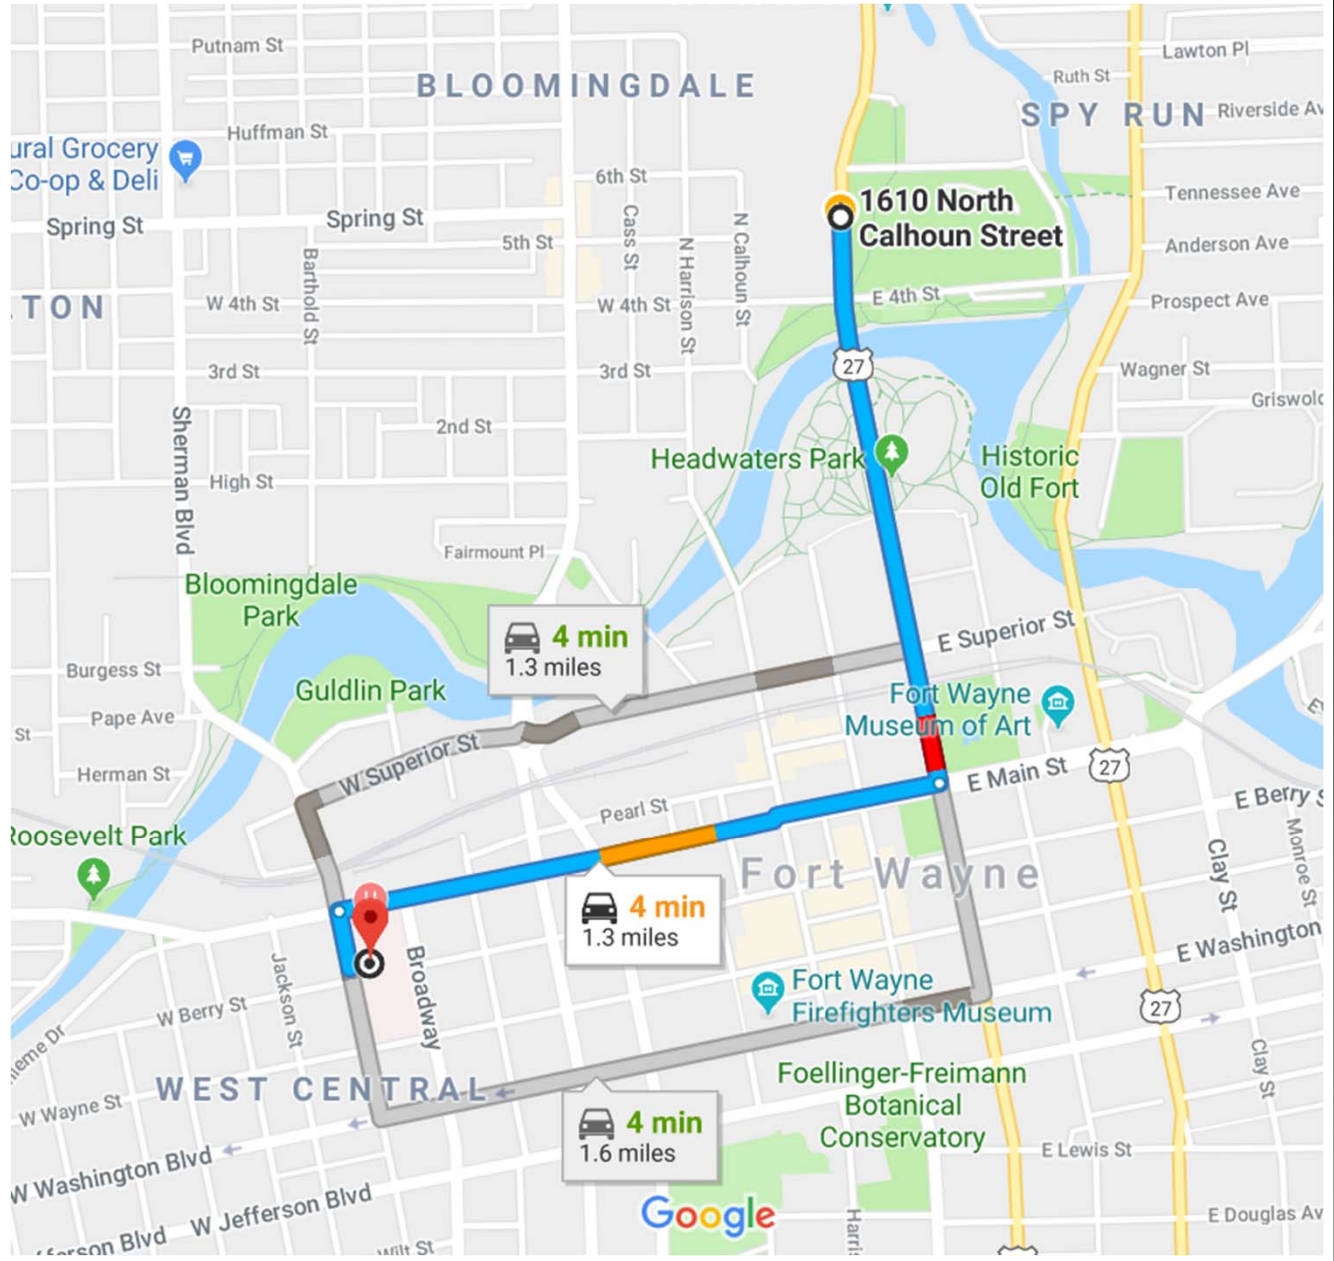 Putnam St
BLOOMINGDALE
Lawton Pl
Ruth St
SPY RUN
Riverside Av
Huffman St
ural Grocery
Co-op & Deli
6th St
Tennessee Ave
1610 North
Calhoun Street
Spring St
Spring St
Cass St
N Calhoun St
5th St
N Harrison St
Anderson Ave
Barthold St
TON
W 4th St
W 4th St
E 4th St
Prospect Ave
27
3rd St
3rd St
Wagner St
Griswold
Sherman Blvd
2nd St
Headwaters Park
Historic
Old Fort
High St
Fairmount Pl
Bloomingdale
Park
4 min
1.3 miles
E Superior St
Burgess St
Guldlin Park
Fort Wayne
Museum of Art
Pape Ave
St
W Superior St
Herman St
E Main St
27
Pearl St
E Berry S
Roosevelt Park
Monroe St
Clay St
Fort Wayne
4 min
1.3 miles
Jackson St
Broadway
E Washington
Fort Wayne
Firefighters Museum
27
W Berry St
Clay St
Foellinger-Freimann
Botanical
Conservatory
WEST CENTRAL
W Wayne St
4 min
1.6 miles
E Lewis St
W Washington Blvd
W Jefferson Blvd
fferson Blvd
Google
Harris
E Douglas Av
Wilt St